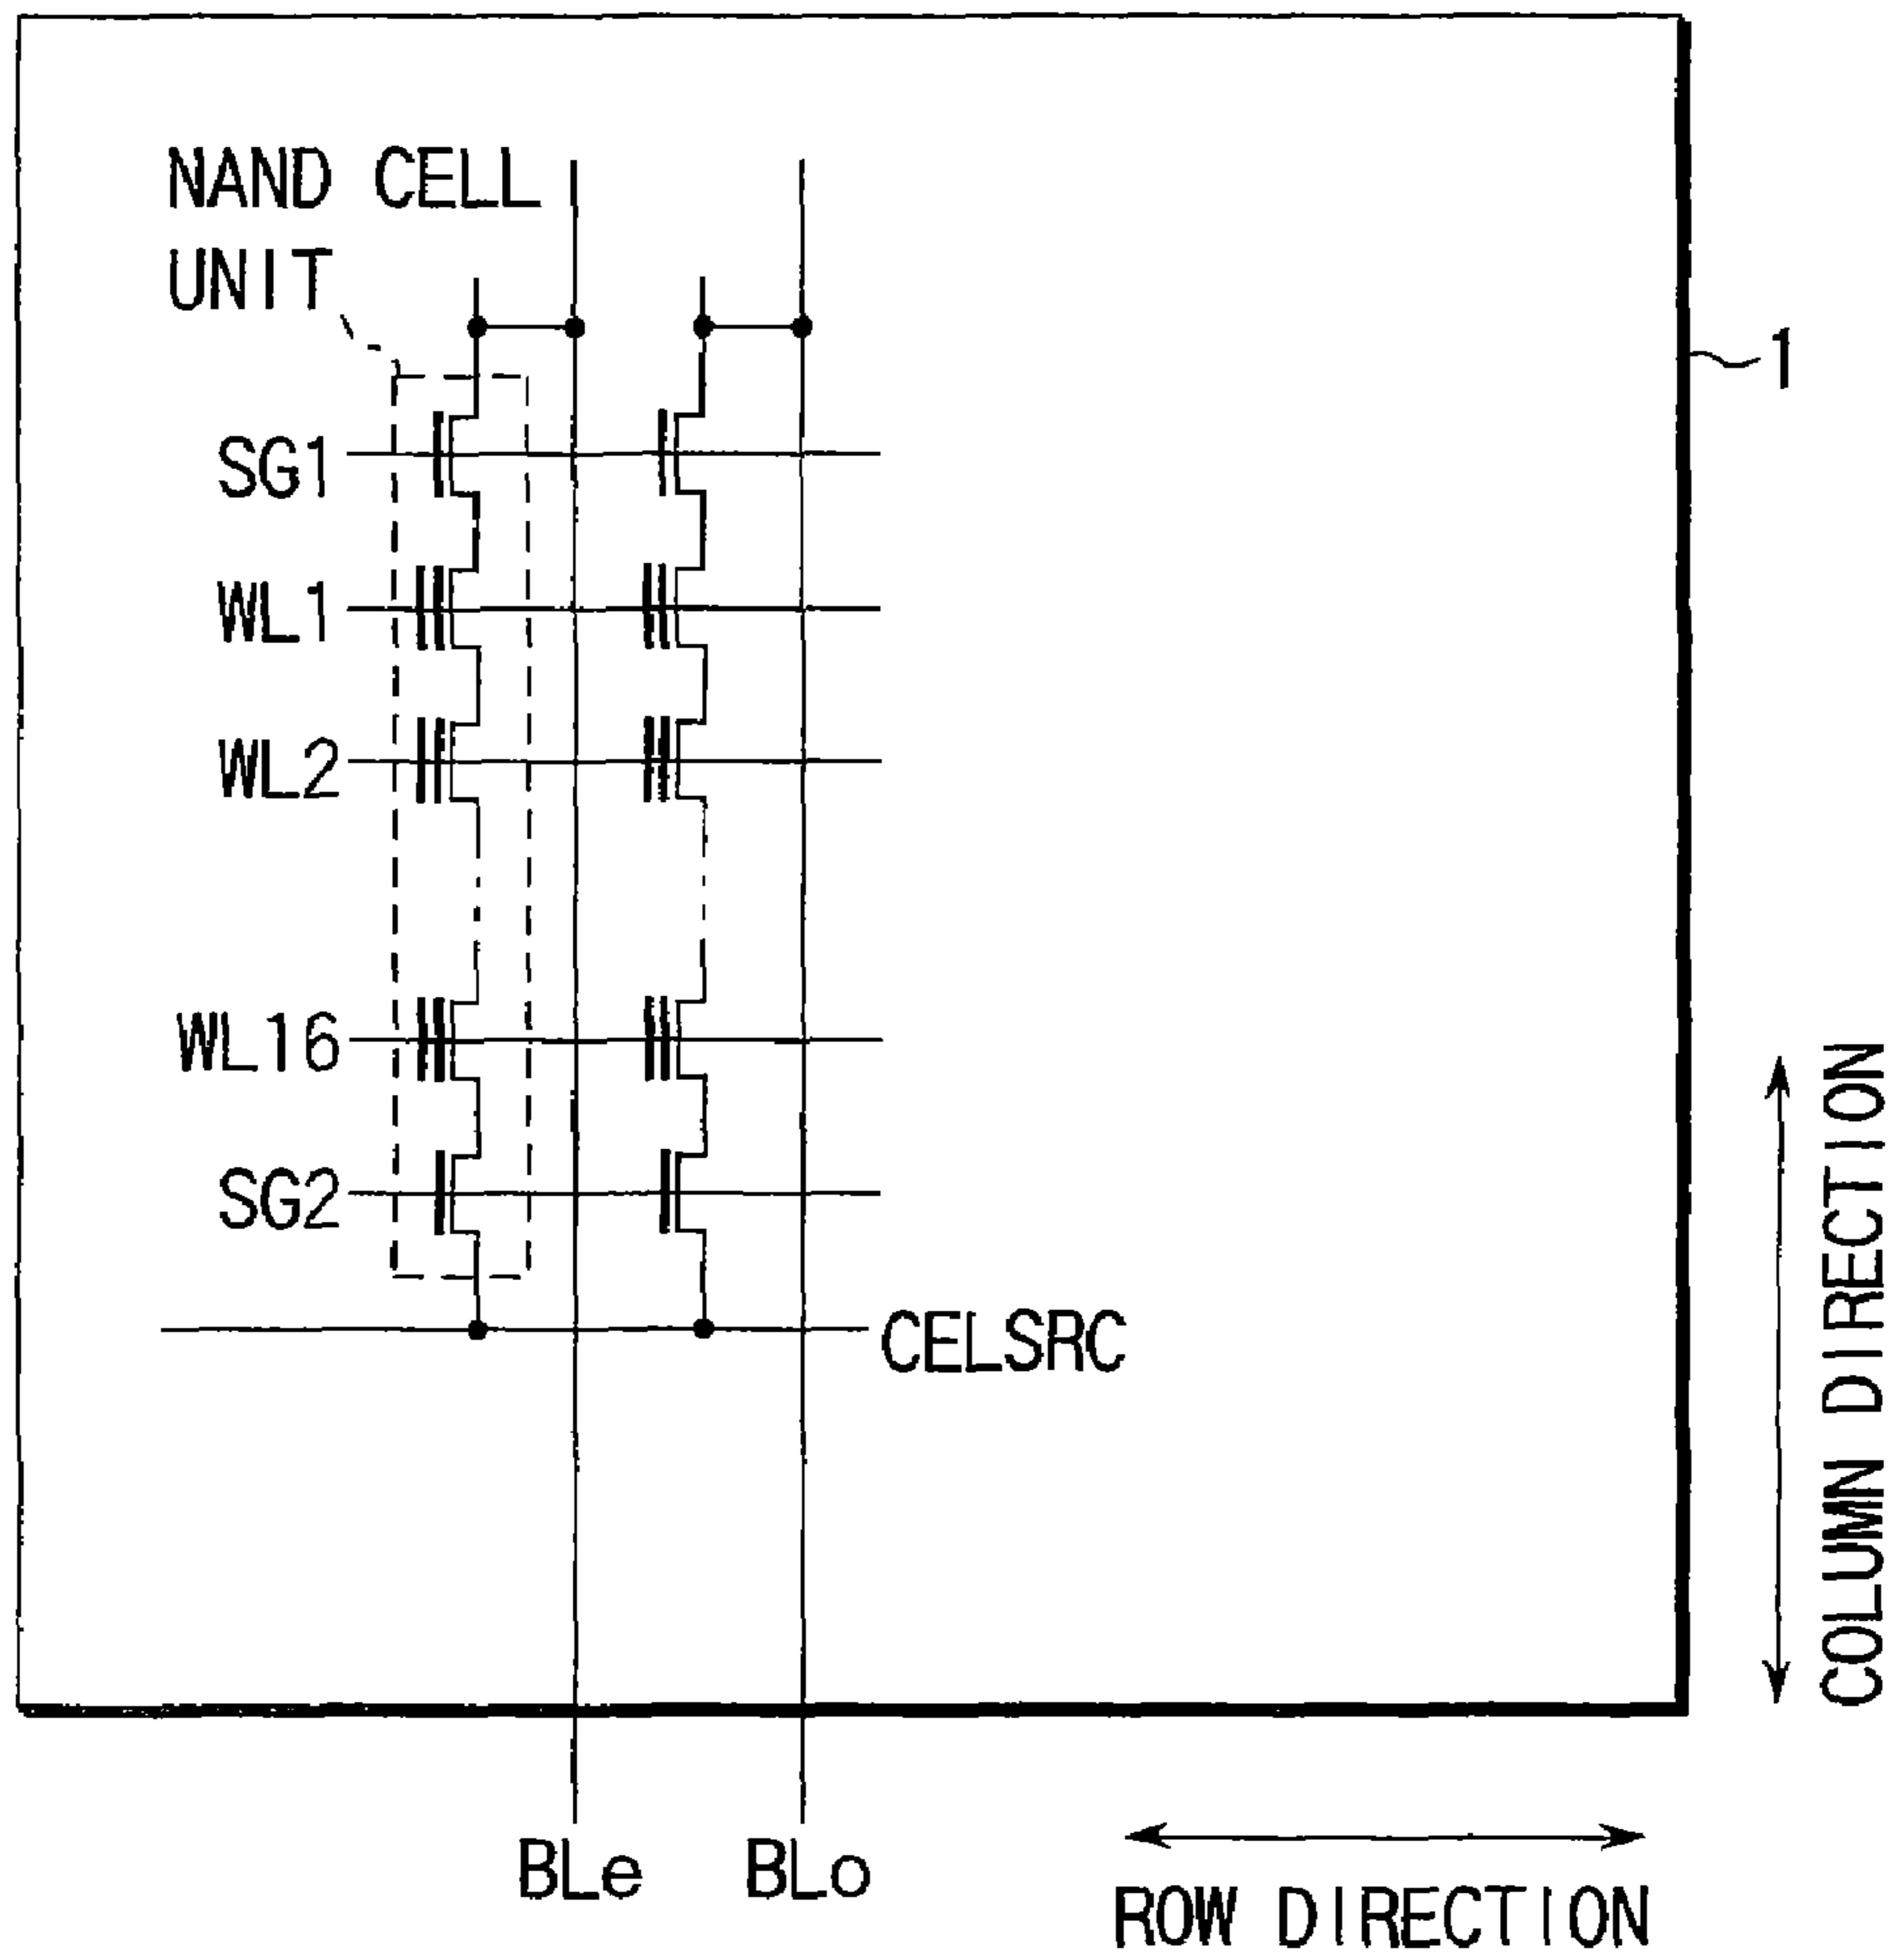 NAND CELL
UNIT
1
SG1
WL1
WL2
WL16
SG2
CELSRC
COLUMN DIRECTION
BLe
BLo
ROW DIRECTION